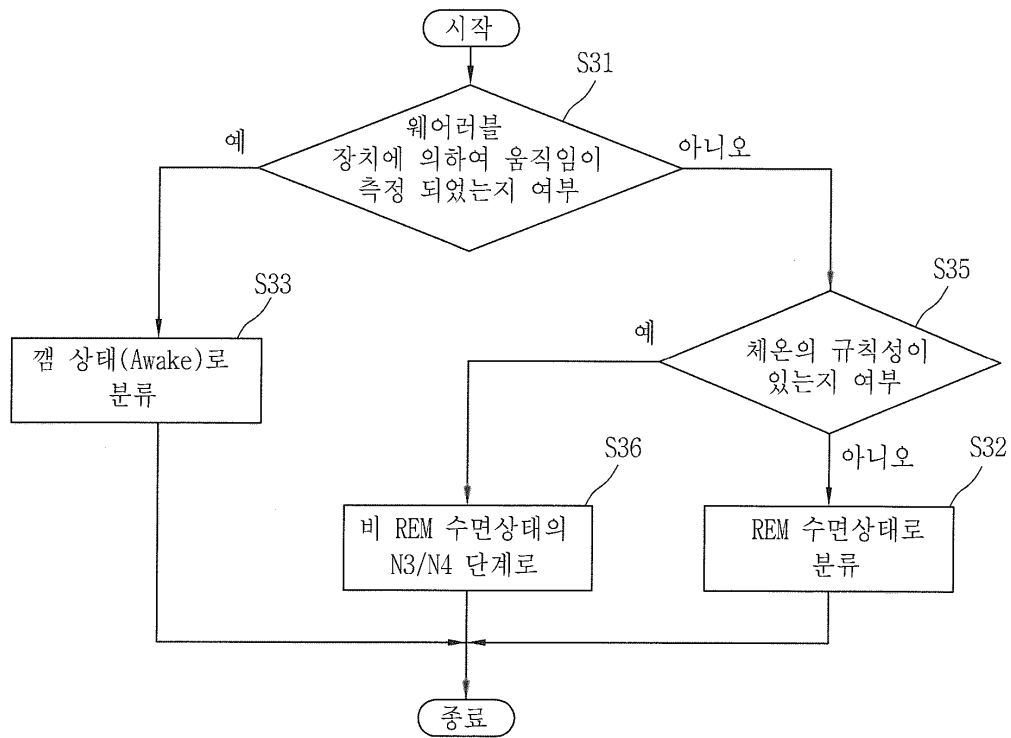 시작
S31
웨어러블
장치에 의하여 움직임이
측정 되었는지 여부
예
아니오
S33
깸 상태(Awake)로
분류
S35
체온의 규칙성이
있는지 여부
예
아니오
S36
비 REM 수면상태의
N3/N4 단계로
S32
REM 수면상태로
분류
종료